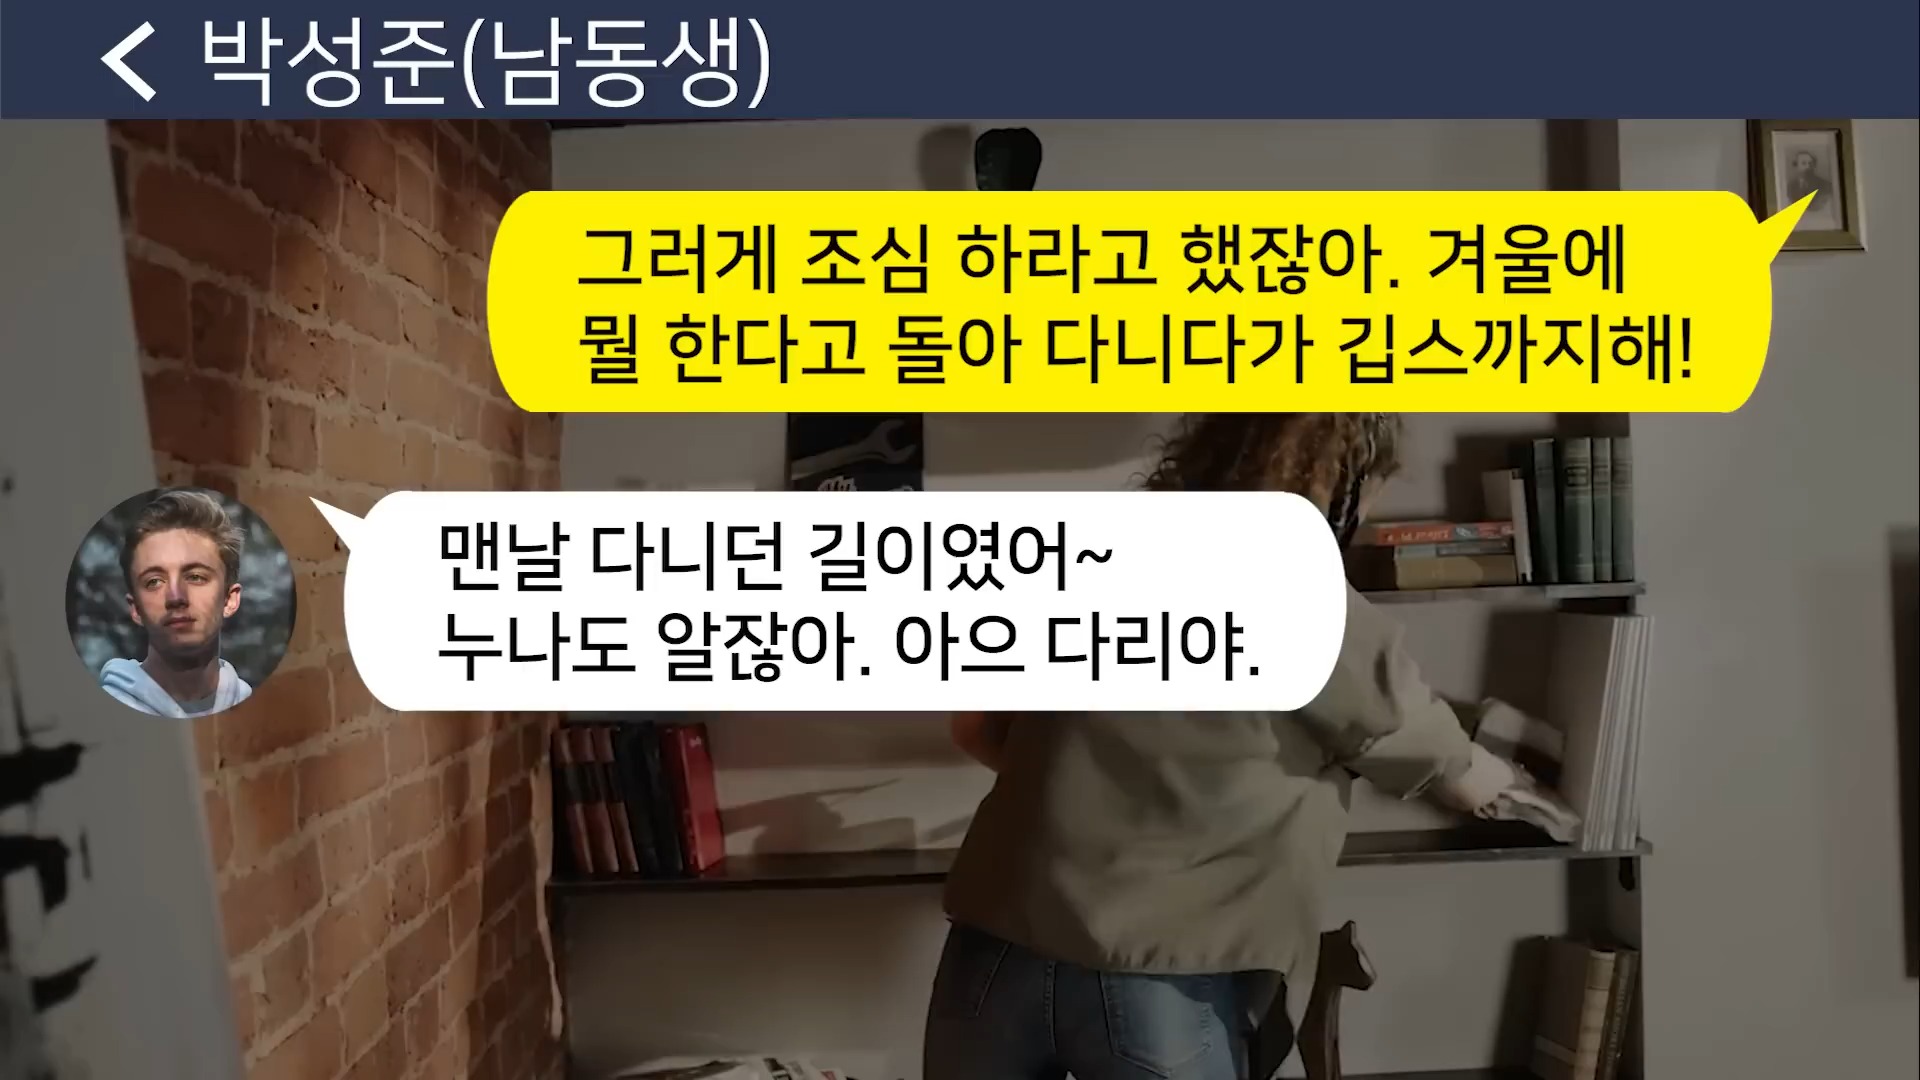 박성준(남동생)
그러게 조심 하라고 했잖아. 겨울에
뭘 한다고 돌아 다니다가 깁스까지해!
맨날 다니던 길이였어~
누나도 알잖아. 아으 다리야.